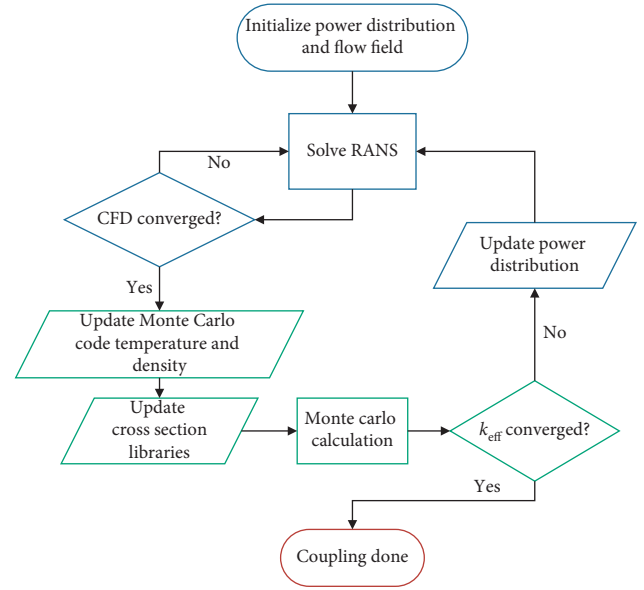 Initialize power distribution
and flow field
Solve RANS
No
CFD converged?
Yes
Update Monte Carlo
code temperature and
density
Update
cross section
libraries
Monte carlo
calculation
k_eff converged?
No
Update power
distribution
Yes
Coupling done